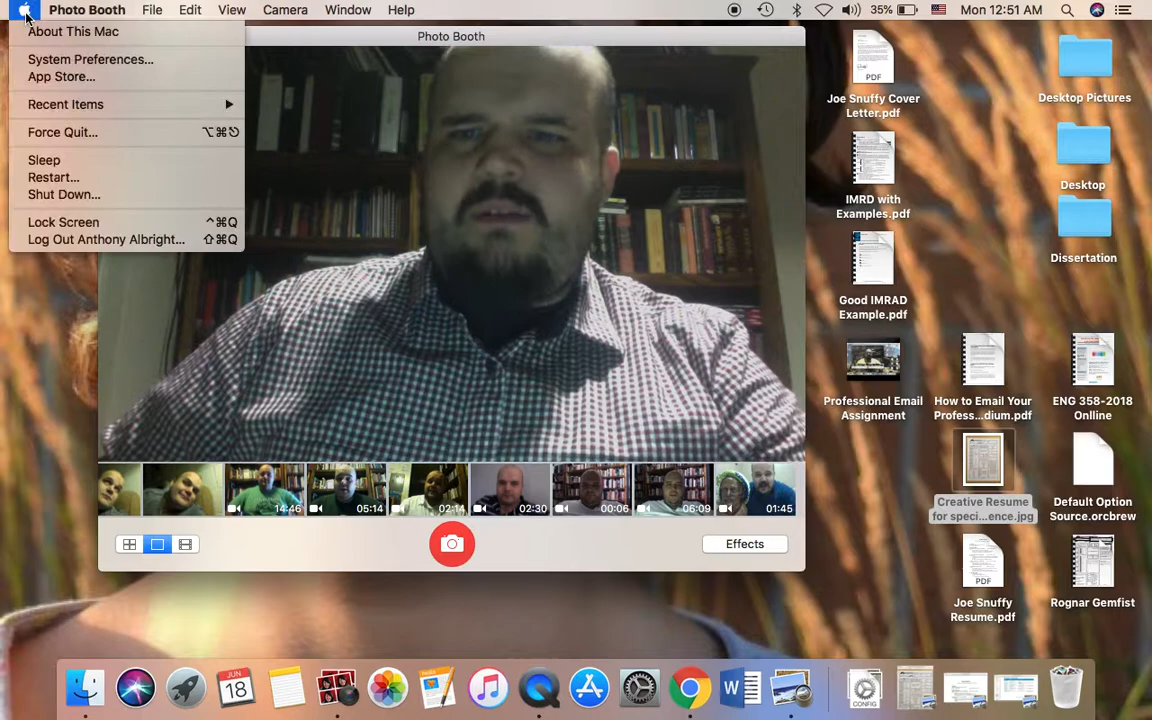 Photo Booth File Edit View Camera Window Help 35% Mon 12:51 AM
About This Mac
System Preferences...
App Store...
Recent Items
Force Quit... ⌥⌘⎋
Sleep
Restart...
Shut Down...
Lock Screen ^⌘Q
Log Out Anthony Albright... ⇧⌘Q
Photo Booth
14:46 05:14 02:14 02:30 00:06 06:09 01:45
Effects
PDF
Joe Snuffy Cover
Letter.pdf
Desktop Pictures
IMRD with
Examples.pdf
Desktop
Good IMRAD
Example.pdf
Dissertation
Professional Email
Assignment
How to Email Your
Profess...dium.pdf
ENG 358-2018
Onlline
Creative Resume
for speci...ence.jpg
Default Option
Source.orcbrew
PDF
Joe Snuffy
Resume.pdf
Rognar Gemfist
JUN
18
W
CONFIG